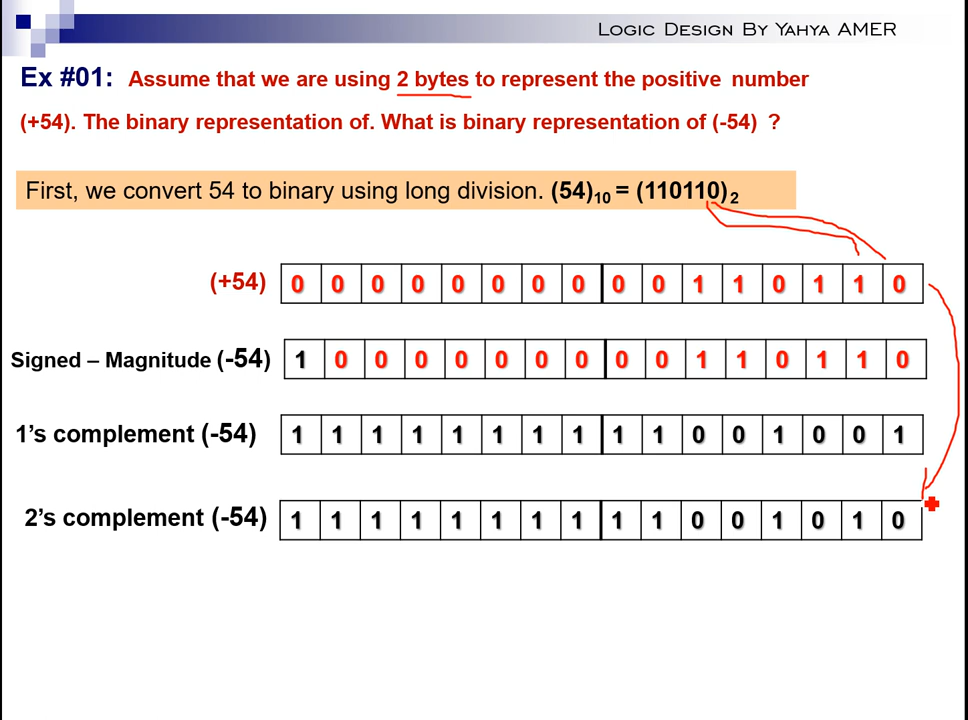 Logic Design By Yahya AMER
Ex #01: Assume that we are using 2 bytes to represent the positive number
(+54). The binary representation of. What is binary representation of (-54) ?
First, we convert 54 to binary using long division. (54)10 = (110110)2
(+54) 0 0 0 0 0 0 0 0 0 0 1 1 0 1 1 0
Signed – Magnitude (-54) 1 0 0 0 0 0 0 0 0 0 1 1 0 1 1 0
1's complement (-54) 1 1 1 1 1 1 1 1 1 1 0 0 1 0 0 1
2's complement (-54) 1 1 1 1 1 1 1 1 1 1 0 0 1 0 1 0